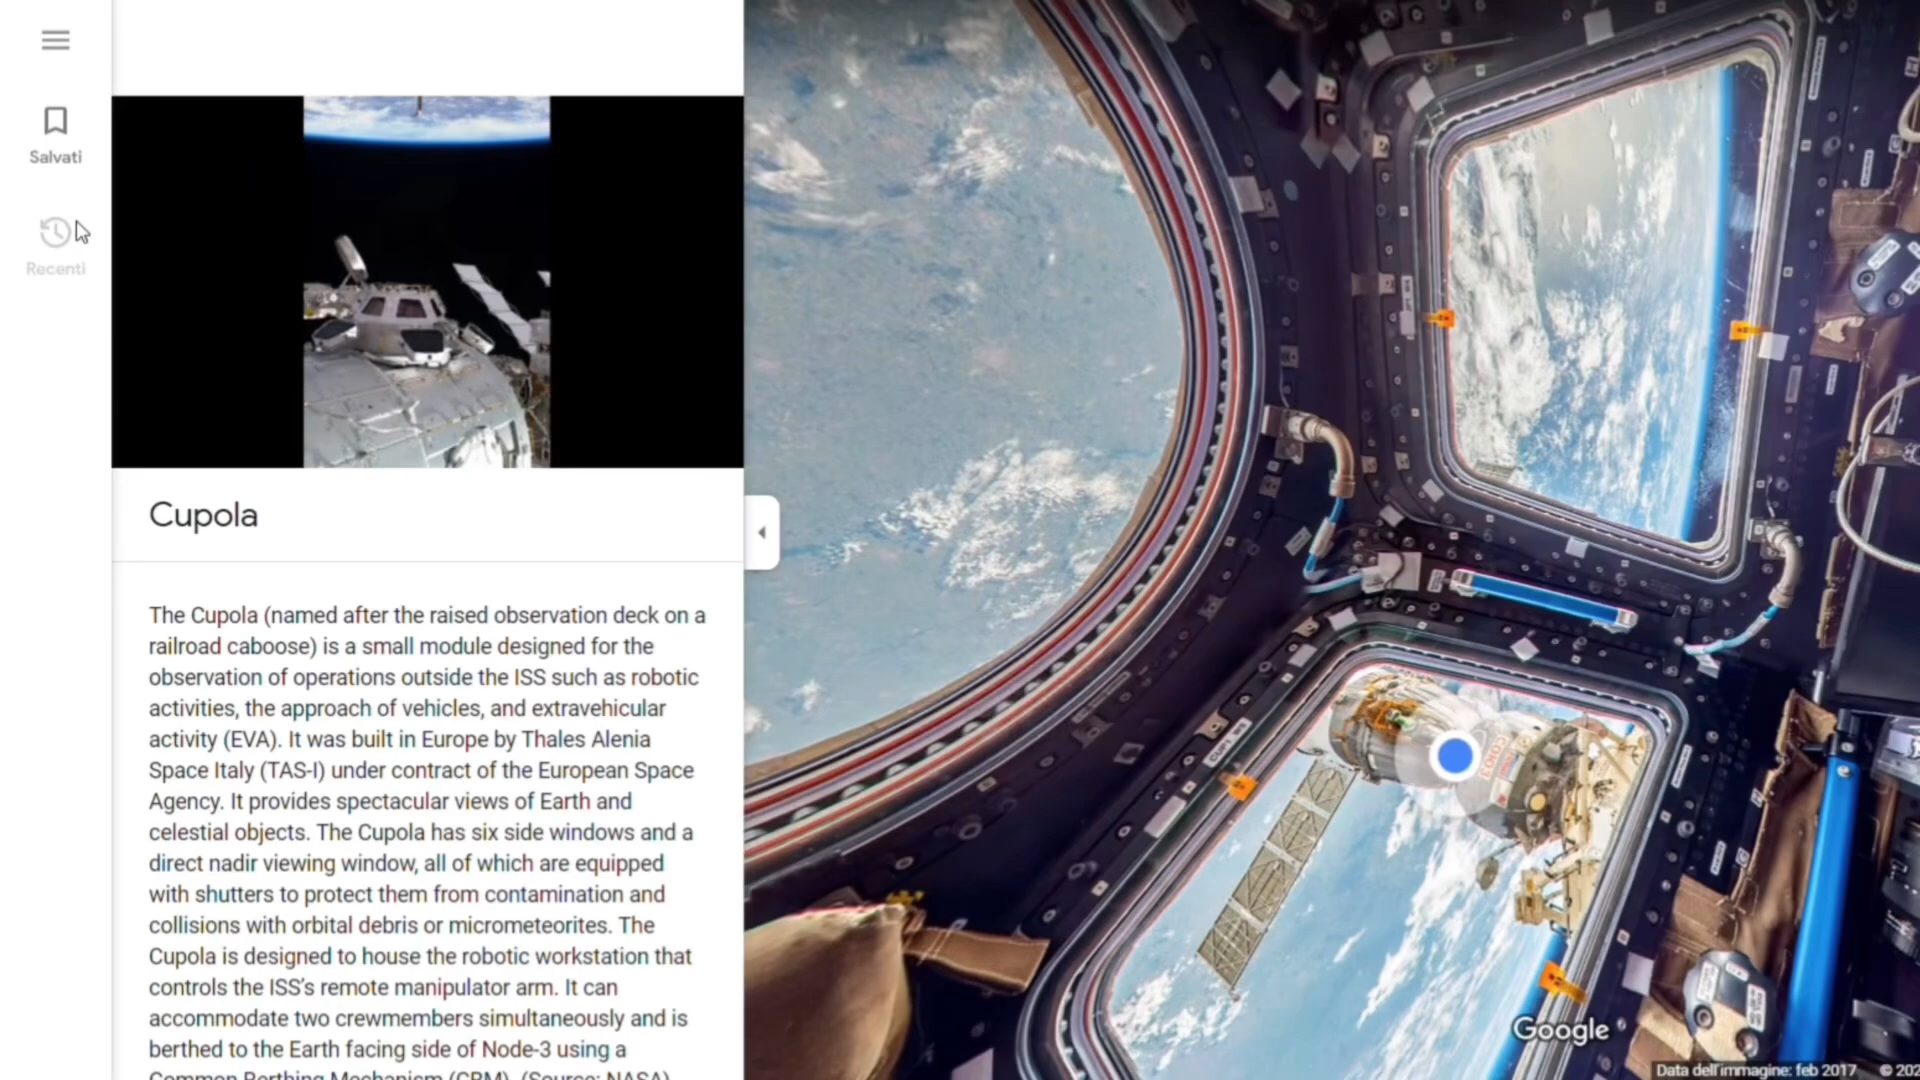 Salvati
Recenti
Cupola
The Cupola (named after the raised observation deck on a
railroad caboose) is a small module designed for the
observation of operations outside the ISS such as robotic
activities, the approach of vehicles, and extravehicular
activity (EVA). It was built in Europe by Thales Alenia
Space Italy (TAS-I) under contract of the European Space
Agency. It provides spectacular views of Earth and
celestial objects. The Cupola has six side windows and a
direct nadir viewing window, all of which are equipped
with shutters to protect them from contamination and
collisions with orbital debris or micrometeorites. The
Cupola is designed to house the robotic workstation that
controls the ISS's remote manipulator arm. It can
accommodate two crewmembers simultaneously and is
berthed to the Earth facing side of Node-3 using a
Common Berthing Mechanism (CBM). (Source: NASA)
Google
Data dell'immagine: feb 2017 © 202